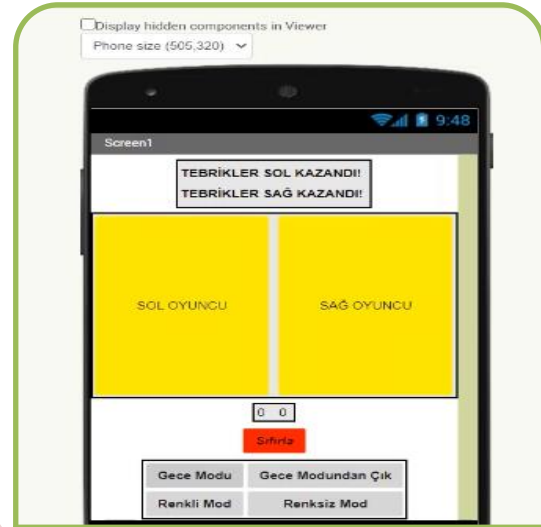 Display hidden components in Viewer
Phone size (505,320)
9:48
Screen1
TEBRİKLER SOL KAZANDI!
TEBRİKLER SAĞ KAZANDI!
SOL OYUNCU SAĞ OYUNCU
0 0
Sıfırla
Gece Modu Gece Modundan Çık
Renkli Mod Renksiz Mod